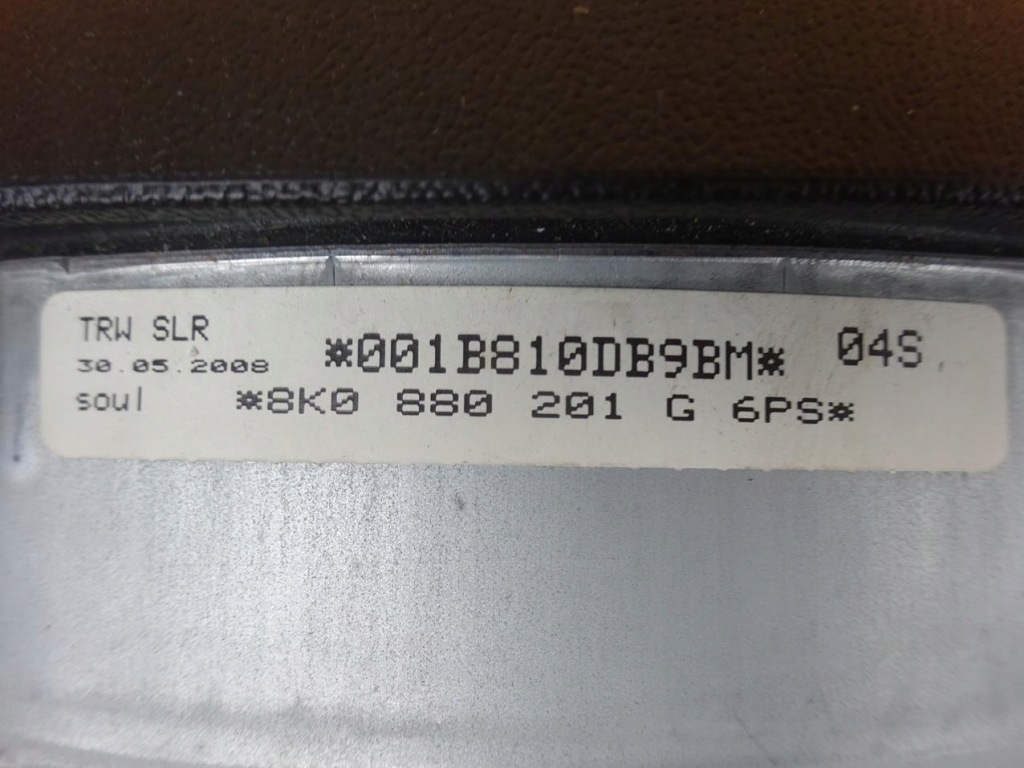 TRW SLR *001B810DB9BM* 04S
30.05.2008
soul *8K0 880 201 G 6PS*